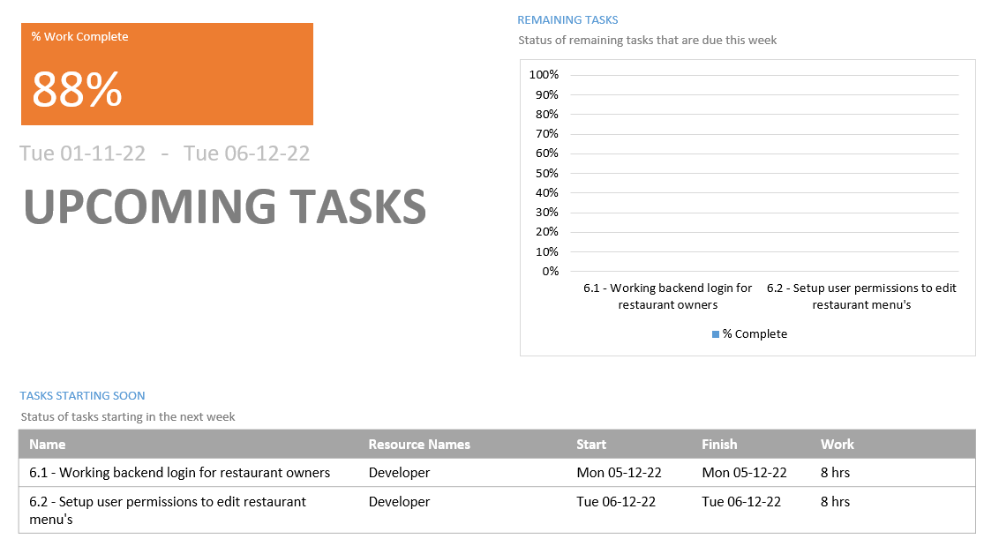 % Work Complete
88%
Tue 01-11-22 - Tue 06-12-22
UPCOMING TASKS
REMAINING TASKS
Status of remaining tasks that are due this week
100%
90%
80%
70%
60%
50%
40%
30%
20%
10%
0%
6.1 - Working backend login for restaurant owners
6.2 - Setup user permissions to edit restaurant menu's
% Complete
TASKS STARTING SOON
Status of tasks starting in the next week
Name Resource Names Start Finish Work
6.1 - Working backend login for restaurant owners Developer Mon 05-12-22 Mon 05-12-22 8 hrs
6.2 - Setup user permissions to edit restaurant Developer Tue 06-12-22 Tue 06-12-22 8 hrs
menu's